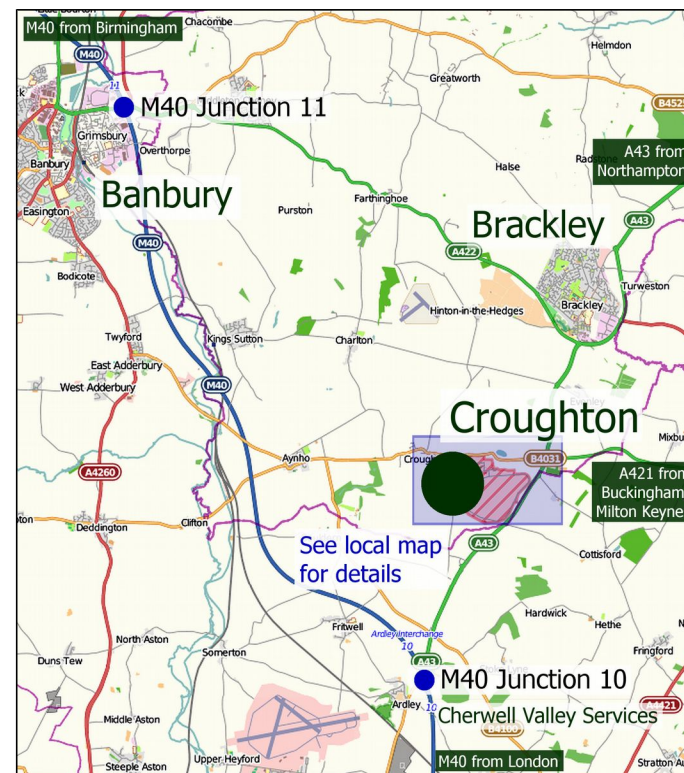 M40 from Birmingham
Chacombe
Helmdon
M40
Greatworth
11
M40 Junction 11
B4525
Grimsbury
Overthorpe
A43 from
Northampton
Banbury
Halse
Banbury
Farthinghoe
Easington
Purston
Brackley
A43
M40
A422
Turweston
Bodicote
Hinton-in-the-Hedges
Brackley
Twyford
Kings Sutton
Charlton
East Adderbury
West Adderbury
M40
Croughton
Aynho
B4031
A4260
A421 from
Buckingham
Milton Keynes
Clifton
Deddington
See local map
for details
A43
Cottisford
Hardwick
Hethe
Fritwell
Ardley Interchange
10
North Aston
Somerton
Fringford
Duns Tew
A43
M40 Junction 10
Ardley
10
A4421
Middle Aston
Cherwell Valley Services
B4100
Steeple Aston
Upper Heyford
M40 from London